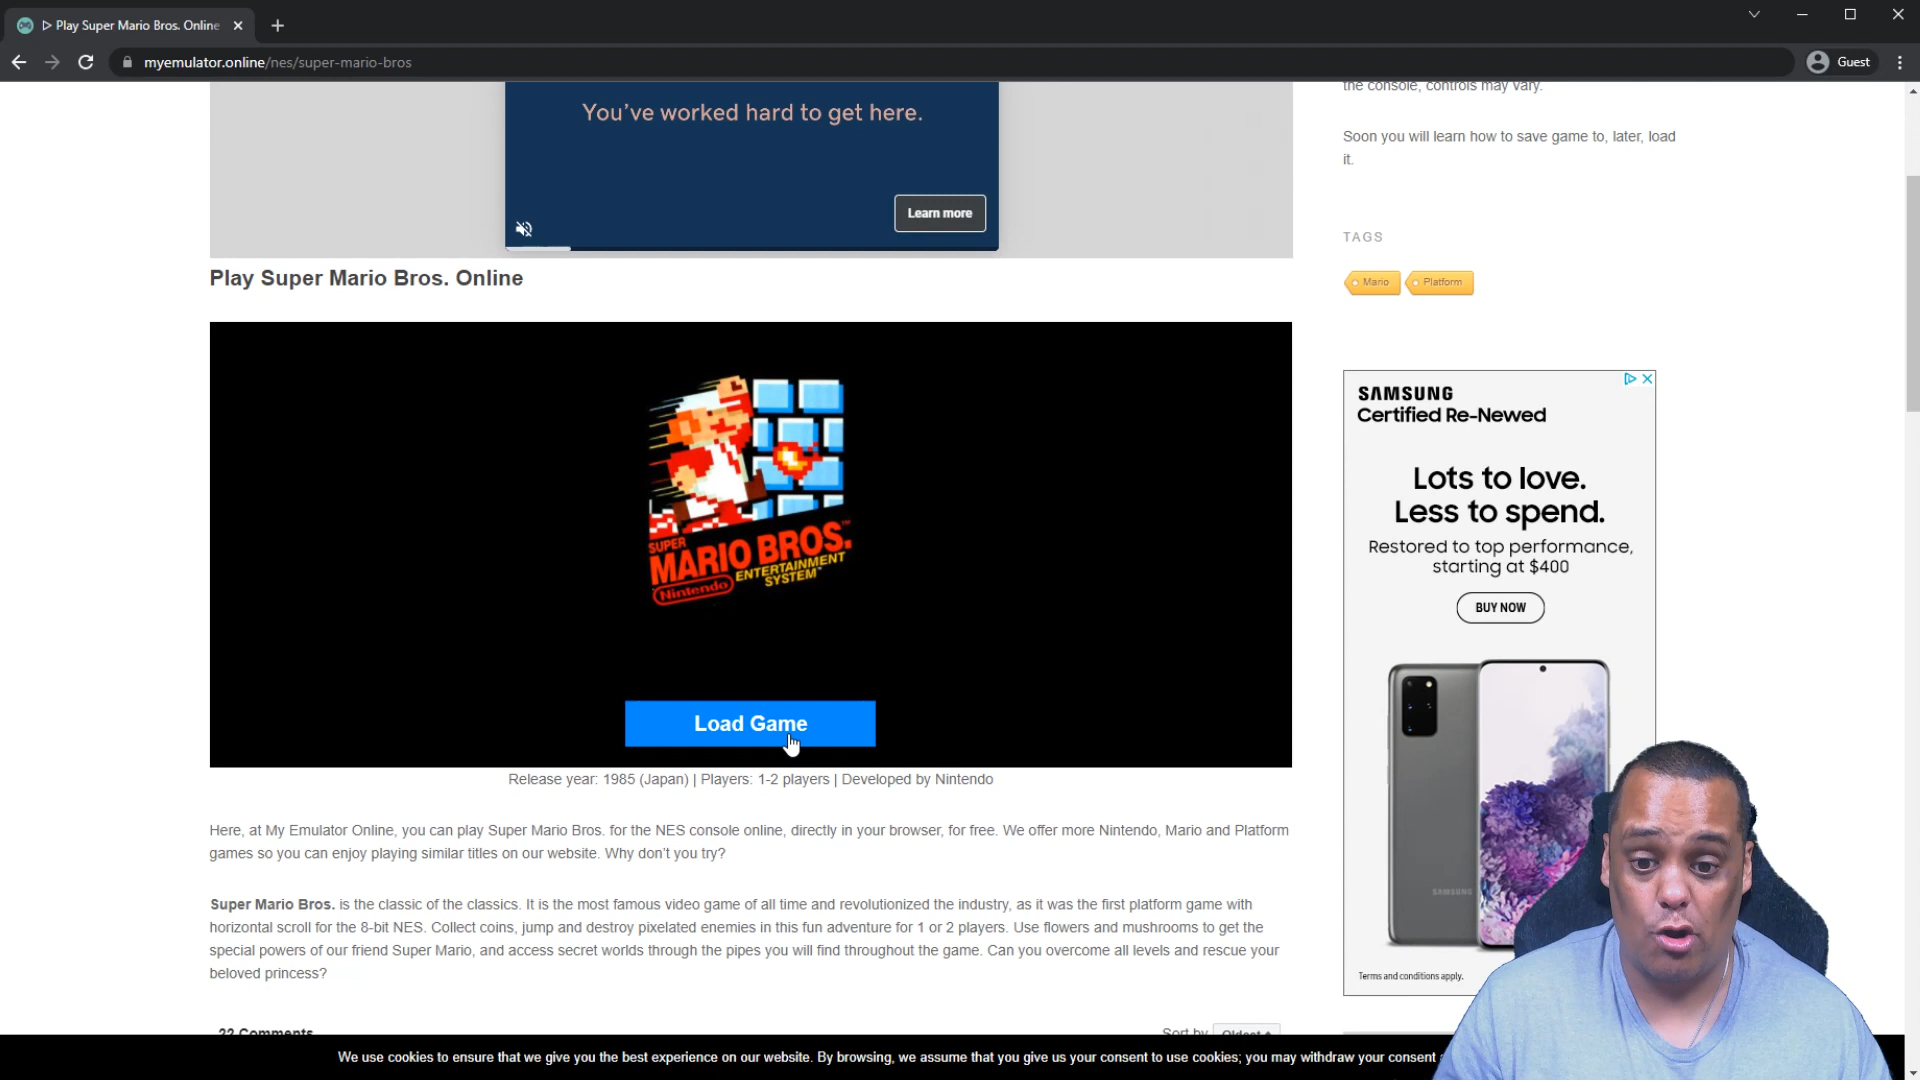 ▷ Play Super Mario Bros. Online
myemulator.online/nes/super-mario-bros
Guest
You've worked hard to get here.
Learn more
the console, controls may vary.
Soon you will learn how to save game to, later, load
it.
TAGS
Mario
Platform
Play Super Mario Bros. Online
SUPER
MARIO BROS.™
ENTERTAINMENT
SYSTEM™
Nintendo
Load Game
Release year: 1985 (Japan) | Players: 1-2 players | Developed by Nintendo
Here, at My Emulator Online, you can play Super Mario Bros. for the NES console online, directly in your browser, for free. We offer more Nintendo, Mario and Platform
games so you can enjoy playing similar titles on our website. Why don't you try?
Super Mario Bros. is the classic of the classics. It is the most famous video game of all time and revolutionized the industry, as it was the first platform game with
horizontal scroll for the 8-bit NES. Collect coins, jump and destroy pixelated enemies in this fun adventure for 1 or 2 players. Use flowers and mushrooms to get the
special powers of our friend Super Mario, and access secret worlds through the pipes you will find throughout the game. Can you overcome all levels and rescue your
beloved princess?
22 Comments
Sort by Oldest
SAMSUNG
Certified Re-Newed
Lots to love.
Less to spend.
Restored to top performance,
starting at $400
BUY NOW
SAMSUNG
Terms and conditions apply.
We use cookies to ensure that we give you the best experience on our website. By browsing, we assume that you give us your consent to use cookies; you may withdraw your consent